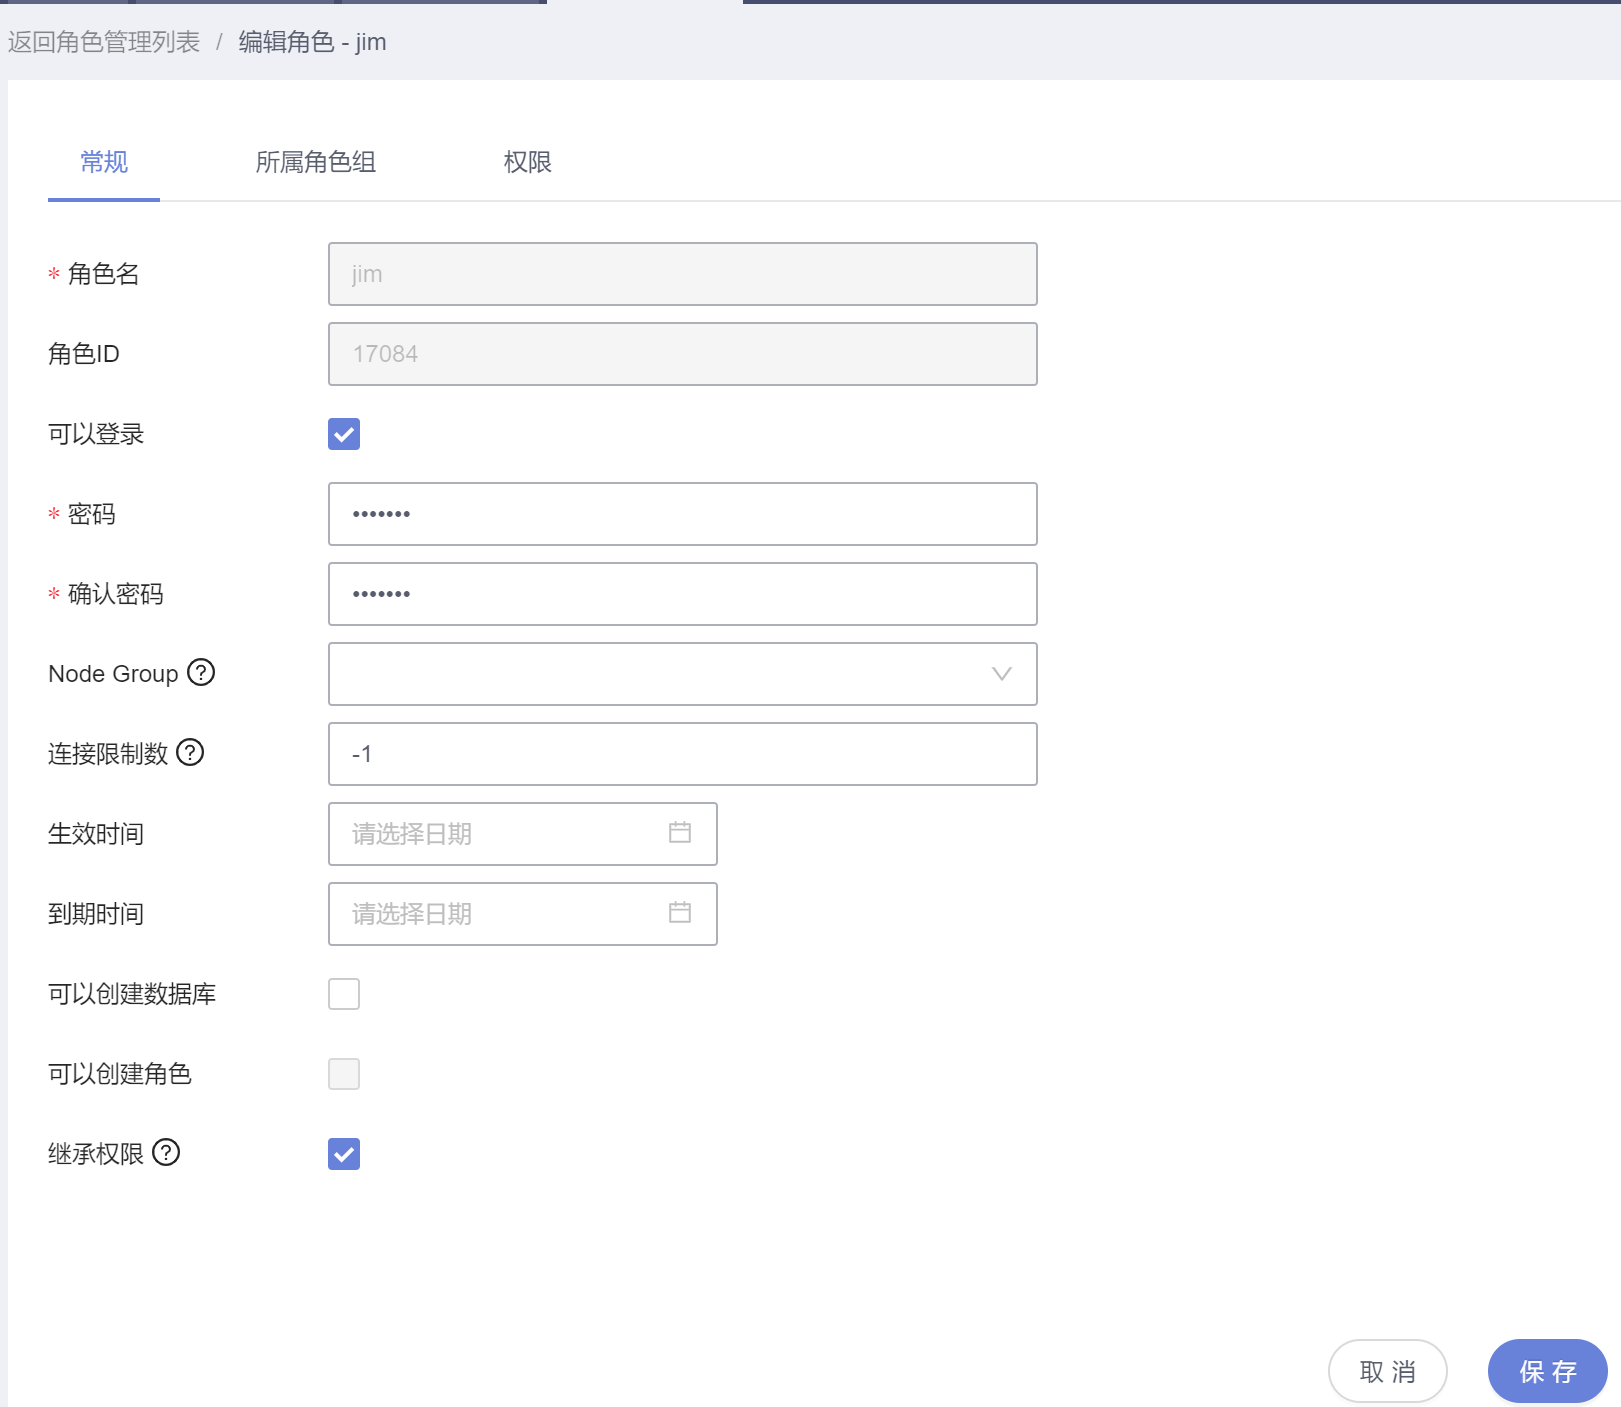 返回角色管理列表 / 编辑角色 - jim
常规 所属角色组 权限
* 角色名 jim
角色ID 17084
可以登录
* 密码 •••••••
* 确认密码 •••••••
Node Group ?
连接限制数 ? -1
生效时间 请选择日期
到期时间 请选择日期
可以创建数据库
可以创建角色
继承权限 ?
取 消 保 存